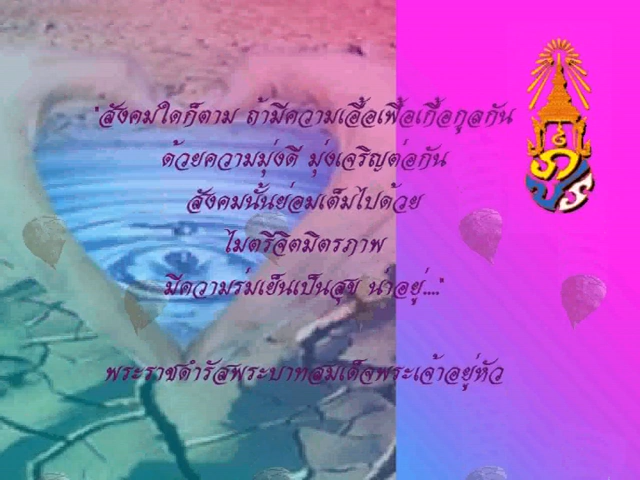 "สังคมใดก็ตาม ถ้ามีความเอื้อเฟื้อเกื้อกูลกัน
ด้วยความมุ่งดี มุ่งเจริญต่อกัน
สังคมนั้นย่อมเต็มไปด้วย
ไมตรีจิตมิตรภาพ
มีความร่มเย็นเป็นสุข น่าอยู่...."
พระราชดำรัสพระบาทสมเด็จพระเจ้าอยู่หัว